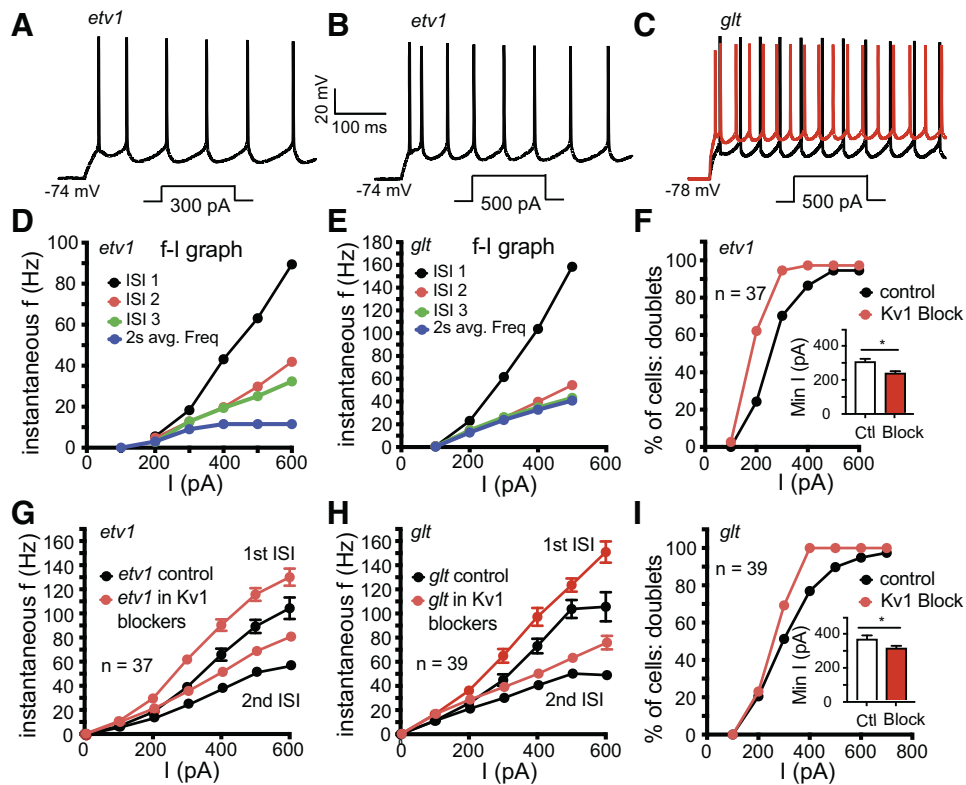 A
etv1
-74 mV
300 pA
20 mV
100 ms
B
etv1
-74 mV
500 pA
C
glt
-78 mV
500 pA
D
etv1
f-I graph
instantaneous f (Hz)
100
80
60
40
20
0
ISI 1
ISI 2
ISI 3
2s avg. Freq
0 200 400 600
I (pA)
E
glt
f-I graph
instantaneous f (Hz)
180
160
140
120
100
80
60
40
20
0
ISI 1
ISI 2
ISI 3
2s avg. Freq
0 200 400 600
I (pA)
F
etv1
% of cells: doublets
100
80
60
40
20
0
n = 37
control
Kv1 Block
*
Min I (pA)
400
200
0
Ctl Block
0 200 400 600
I (pA)
G
etv1
instantaneous f (Hz)
160
140
120
100
80
60
40
20
0
1st ISI
etv1 control
etv1 in Kv1
blockers
n = 37
2nd ISI
0 200 400 600
I (pA)
H
glt
instantaneous f (Hz)
160
140
120
100
80
60
40
20
0
1st ISI
glt control
glt in Kv1
blockers
n = 39
2nd ISI
0 200 400 600
I (pA)
I
glt
% of cells: doublets
100
80
60
40
20
0
n = 39
control
Kv1 Block
*
Min I (pA)
400
200
0
Ctl Block
0 200 400 600 800
I (pA)